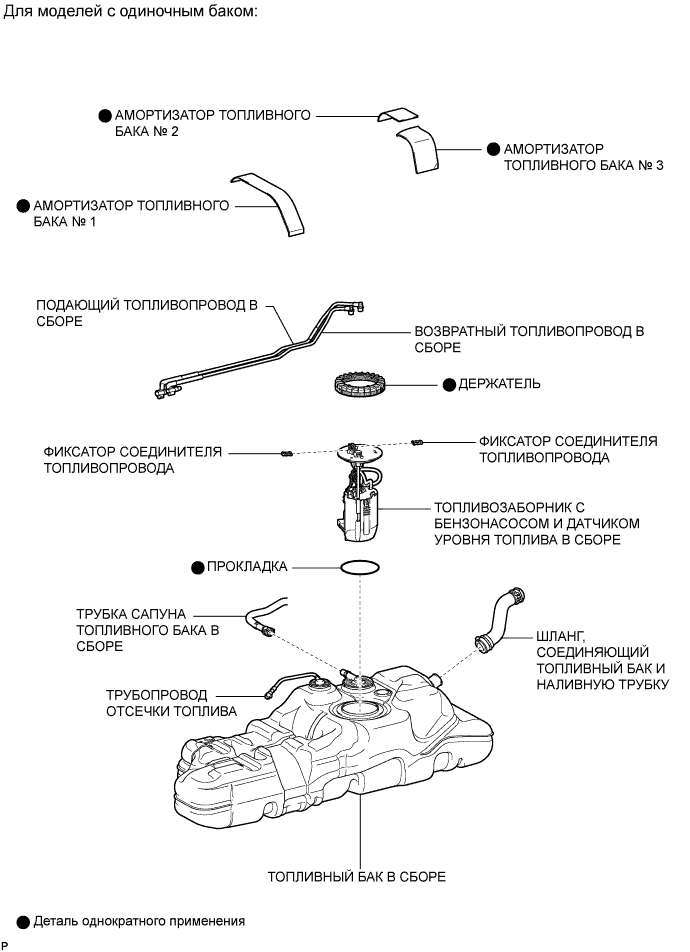 Для моделей с одиночным баком:
АМОРТИЗАТОР ТОПЛИВНОГО
БАКА № 2
АМОРТИЗАТОР
ТОПЛИВНОГО БАКА № 3
АМОРТИЗАТОР ТОПЛИВНОГО
БАКА № 1
ПОДАЮЩИЙ ТОПЛИВОПРОВОД В
СБОРЕ
ВОЗВРАТНЫЙ ТОПЛИВОПРОВОД В
СБОРЕ
ДЕРЖАТЕЛЬ
ФИКСАТОР СОЕДИНИТЕЛЯ
ТОПЛИВОПРОВОДА
ФИКСАТОР СОЕДИНИТЕЛЯ
ТОПЛИВОПРОВОДА
ТОПЛИВОЗАБОРНИК С
БЕНЗОНАСОСОМ И ДАТЧИКОМ
УРОВНЯ ТОПЛИВА В СБОРЕ
ПРОКЛАДКА
ТРУБКА САПУНА
ТОПЛИВНОГО БАКА В
СБОРЕ
ШЛАНГ,
СОЕДИНЯЮЩИЙ
ТОПЛИВНЫЙ БАК И
НАЛИВНУЮ ТРУБКУ
ТРУБОПРОВОД
ОТСЕЧКИ ТОПЛИВА
ТОПЛИВНЫЙ БАК В СБОРЕ
Деталь однократного применения
P